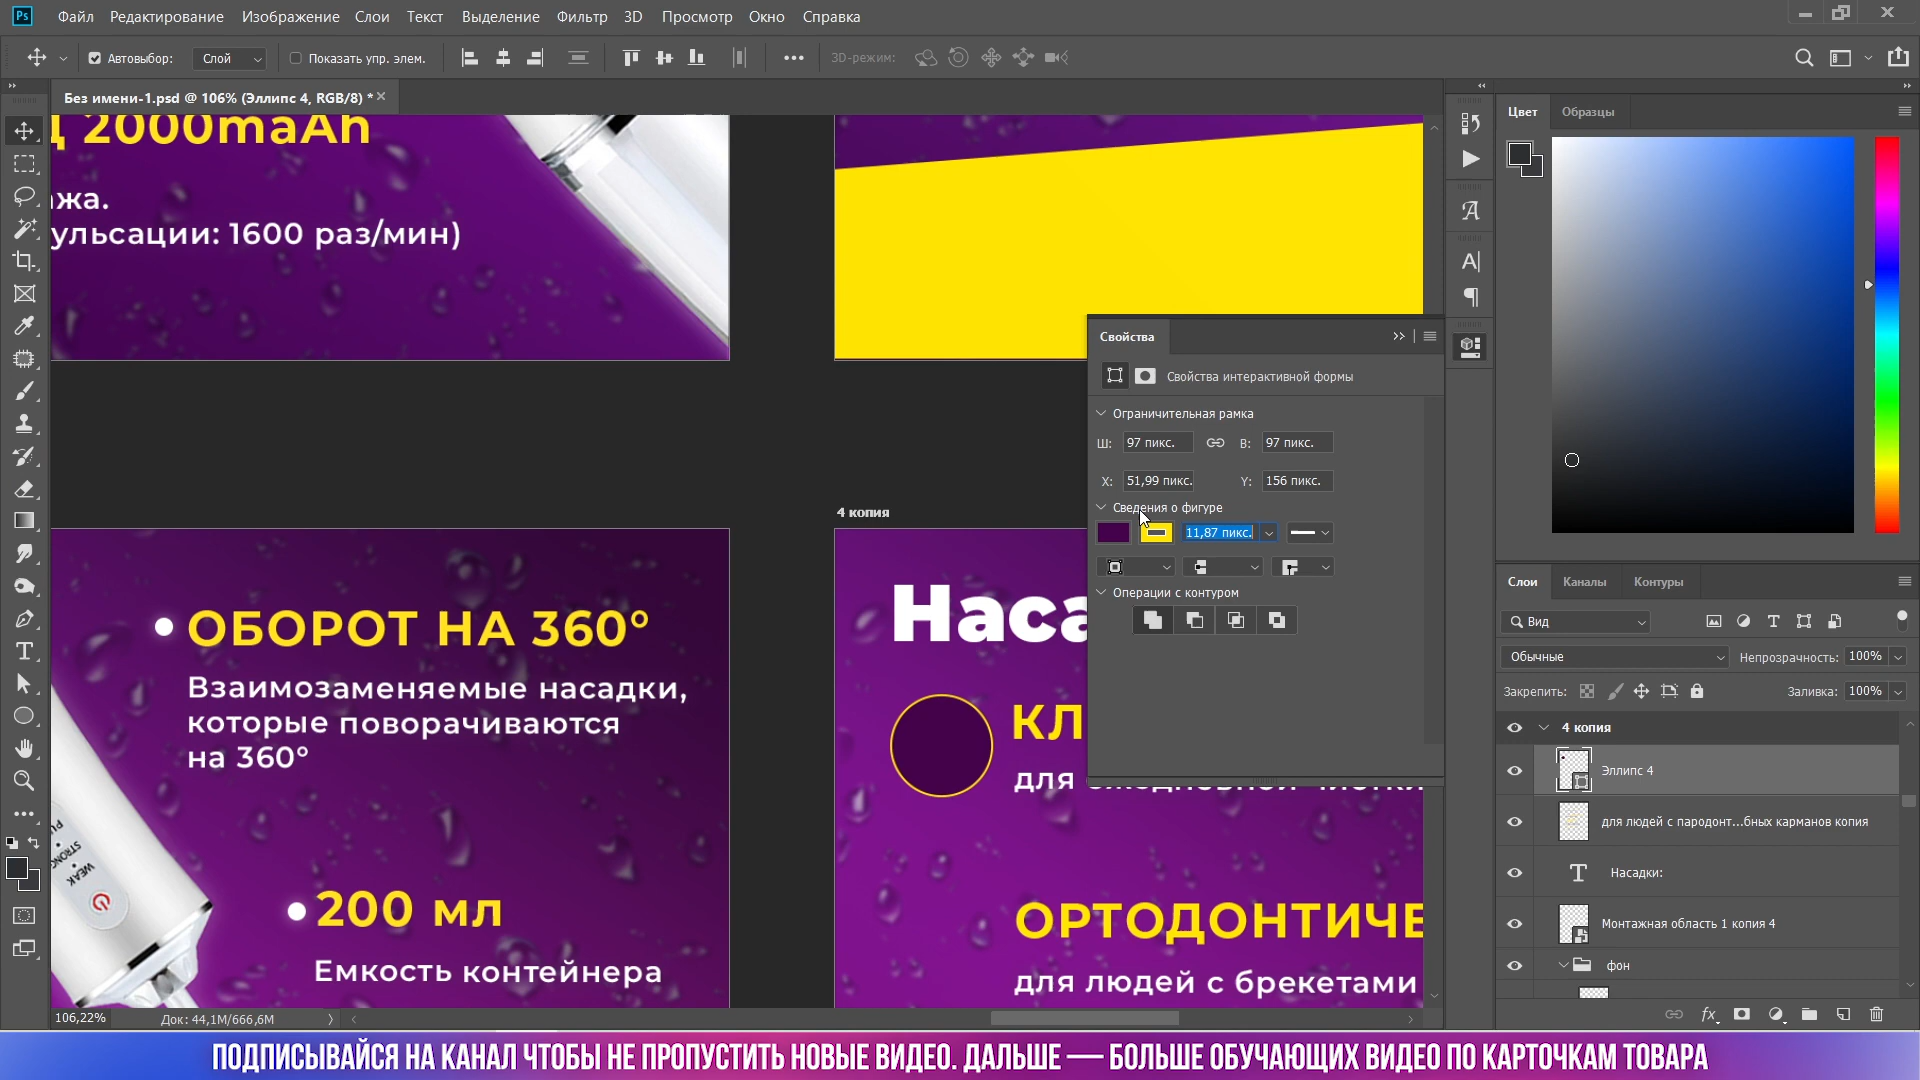 Ps
Файл Редактирование Изображение Слои Текст Выделение Фильтр 3D Просмотр Окно Справка
Автовыбор: Слой Показать упр. элем. 3D-режим:
Без имени-1.psd @ 106% (Эллипс 4, RGB/8) *
Д 2000maAh
жа.
ульсации: 1600 раз/мин)
Свойства
Свойства интерактивной формы
Ограничительная рамка
Ш: 97 пикс. В: 97 пикс.
X: 51,99 пикс. Y: 156 пикс.
Сведения о фигуре
11,87 пикс.
Операции с контуром
ОБОРОТ НА 360°
Взаимозаменяемые насадки,
которые поворачиваются
на 360°
STRONG
WEAK
200 мл
Емкость контейнера
4 копия
Наса
КЛ
для ежедневной чистки
ОРТОДОНТИЧЕ
для людей с брекетами
106,22% Док: 44,1M/666,6M
Цвет Образцы
Слои Каналы Контуры
Вид
Обычные Непрозрачность: 100%
Закрепить: Заливка: 100%
4 копия
Эллипс 4
для людей с пародонт...бных карманов копия
Насадки:
Монтажная область 1 копия 4
фон
fx
ПОДПИСЫВАЙСЯ НА КАНАЛ ЧТОБЫ НЕ ПРОПУСТИТЬ НОВЫЕ ВИДЕО. ДАЛЬШЕ — БОЛЬШЕ ОБУЧАЮЩИХ ВИДЕО ПО КАРТОЧКАМ ТОВАРА